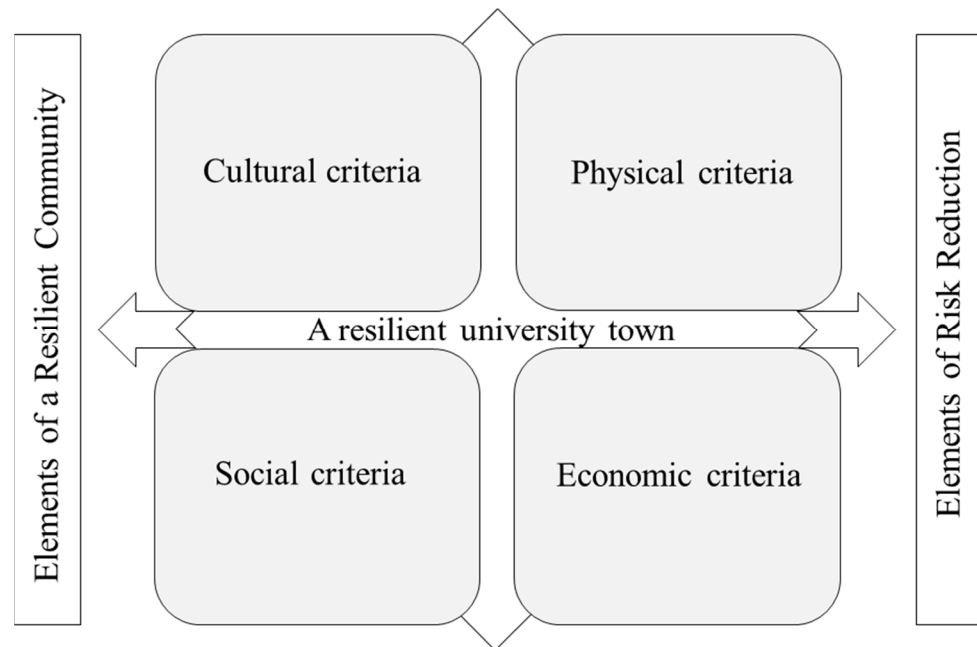 Elements of a Resilient Community
Cultural criteria
Physical criteria
A resilient university town
Social criteria
Economic criteria
Elements of Risk Reduction